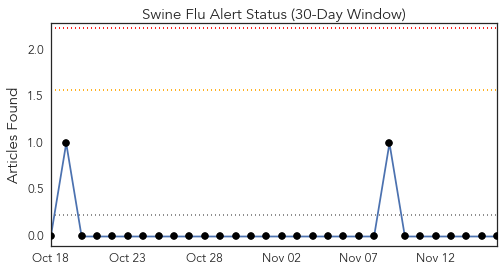 Swine Flu Alert Status (30-Day Window)
Articles Found
2.0
1.5
1.0
0.5
0.0
Oct 18 Oct 23 Oct 28 Nov 02 Nov 07 Nov 12